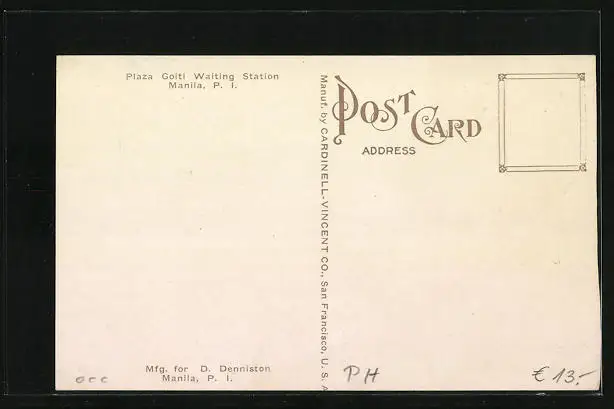 Plaza Goiti Waiting Station
Manila, P. I.
Manuf. by CARDINELL-VINCENT CO., San Francisco, U. S. A
POST CARD
ADDRESS
Mfg. for D. Denniston
Manila, P. I.
occ
PH
€ 13.-